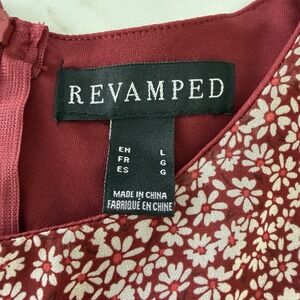 REVAMPED
EN L
FR G
ES G
MADE IN CHINA
FABRIQUÉ EN CHINE